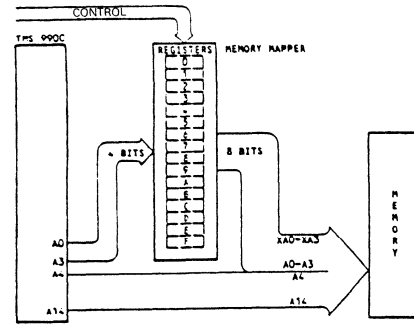 CONTROL
TMS 990C
REGISTERS
MEMORY MAPPER
0
1
2
3
4
5
6
7
8
9
A
B
C
D
E
F
4 BITS
8 BITS
A0
A3
A4
A14
XA0-XA3
A0-A3
A4
A14
MEMORY